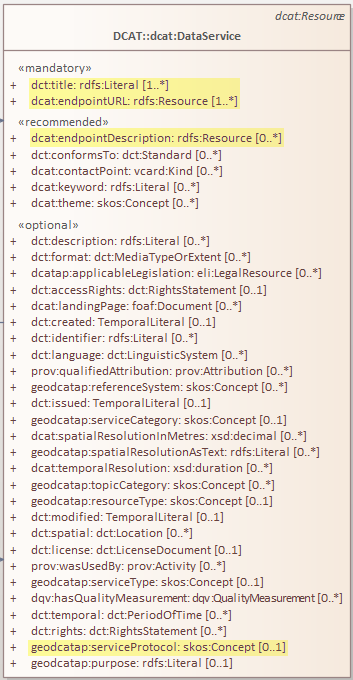 dcat:Resource
DCAT::dcat:DataService
«mandatory»
+ dct:title: rdfs:Literal [1..*]
+ dcat:endpointURL: rdfs:Resource [1..*]
«recommended»
+ dcat:endpointDescription: rdfs:Resource [0..*]
+ dct:conformsTo: dct:Standard [0..*]
+ dcat:contactPoint: vcard:Kind [0..*]
+ dcat:keyword: rdfs:Literal [0..*]
+ dcat:theme: skos:Concept [0..*]
«optional»
+ dct:description: rdfs:Literal [0..*]
+ dct:format: dct:MediaTypeOrExtent [0..*]
+ dcatap:applicableLegislation: eli:LegalResource [0..*]
+ dct:accessRights: dct:RightsStatement [0..1]
+ dcat:landingPage: foaf:Document [0..*]
+ dct:created: TemporalLiteral [0..1]
+ dct:identifier: rdfs:Literal [0..*]
+ dct:language: dct:LinguisticSystem [0..*]
+ prov:qualifiedAttribution: prov:Attribution [0..*]
+ geodcatap:referenceSystem: skos:Concept [0..*]
+ dct:issued: TemporalLiteral [0..1]
+ geodcatap:serviceCategory: skos:Concept [0..1]
+ dcat:spatialResolutionInMetres: xsd:decimal [0..*]
+ geodcatap:spatialResolutionAsText: rdfs:Literal [0..*]
+ dcat:temporalResolution: xsd:duration [0..*]
+ geodcatap:topicCategory: skos:Concept [0..*]
+ geodcatap:resourceType: skos:Concept [0..1]
+ dct:modified: TemporalLiteral [0..1]
+ dct:spatial: dct:Location [0..*]
+ dct:license: dct:LicenseDocument [0..1]
+ prov:wasUsedBy: prov:Activity [0..*]
+ geodcatap:serviceType: skos:Concept [0..1]
+ dqv:hasQualityMeasurement: dqv:QualityMeasurement [0..*]
+ dct:temporal: dct:PeriodOfTime [0..*]
+ dct:rights: dct:RightsStatement [0..*]
+ geodcatap:serviceProtocol: skos:Concept [0..1]
+ geodcatap:purpose: rdfs:Literal [0..1]